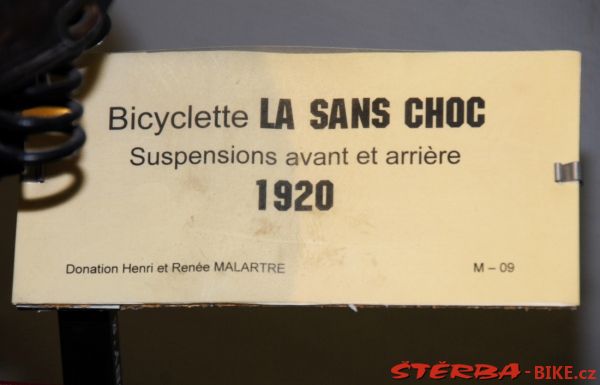 Bicyclette LA SANS CHOC
Suspensions avant et arrière
1920
Donation Henri et Renée MALARTRE M – 09
ŠTĚRBA-BIKE.cz